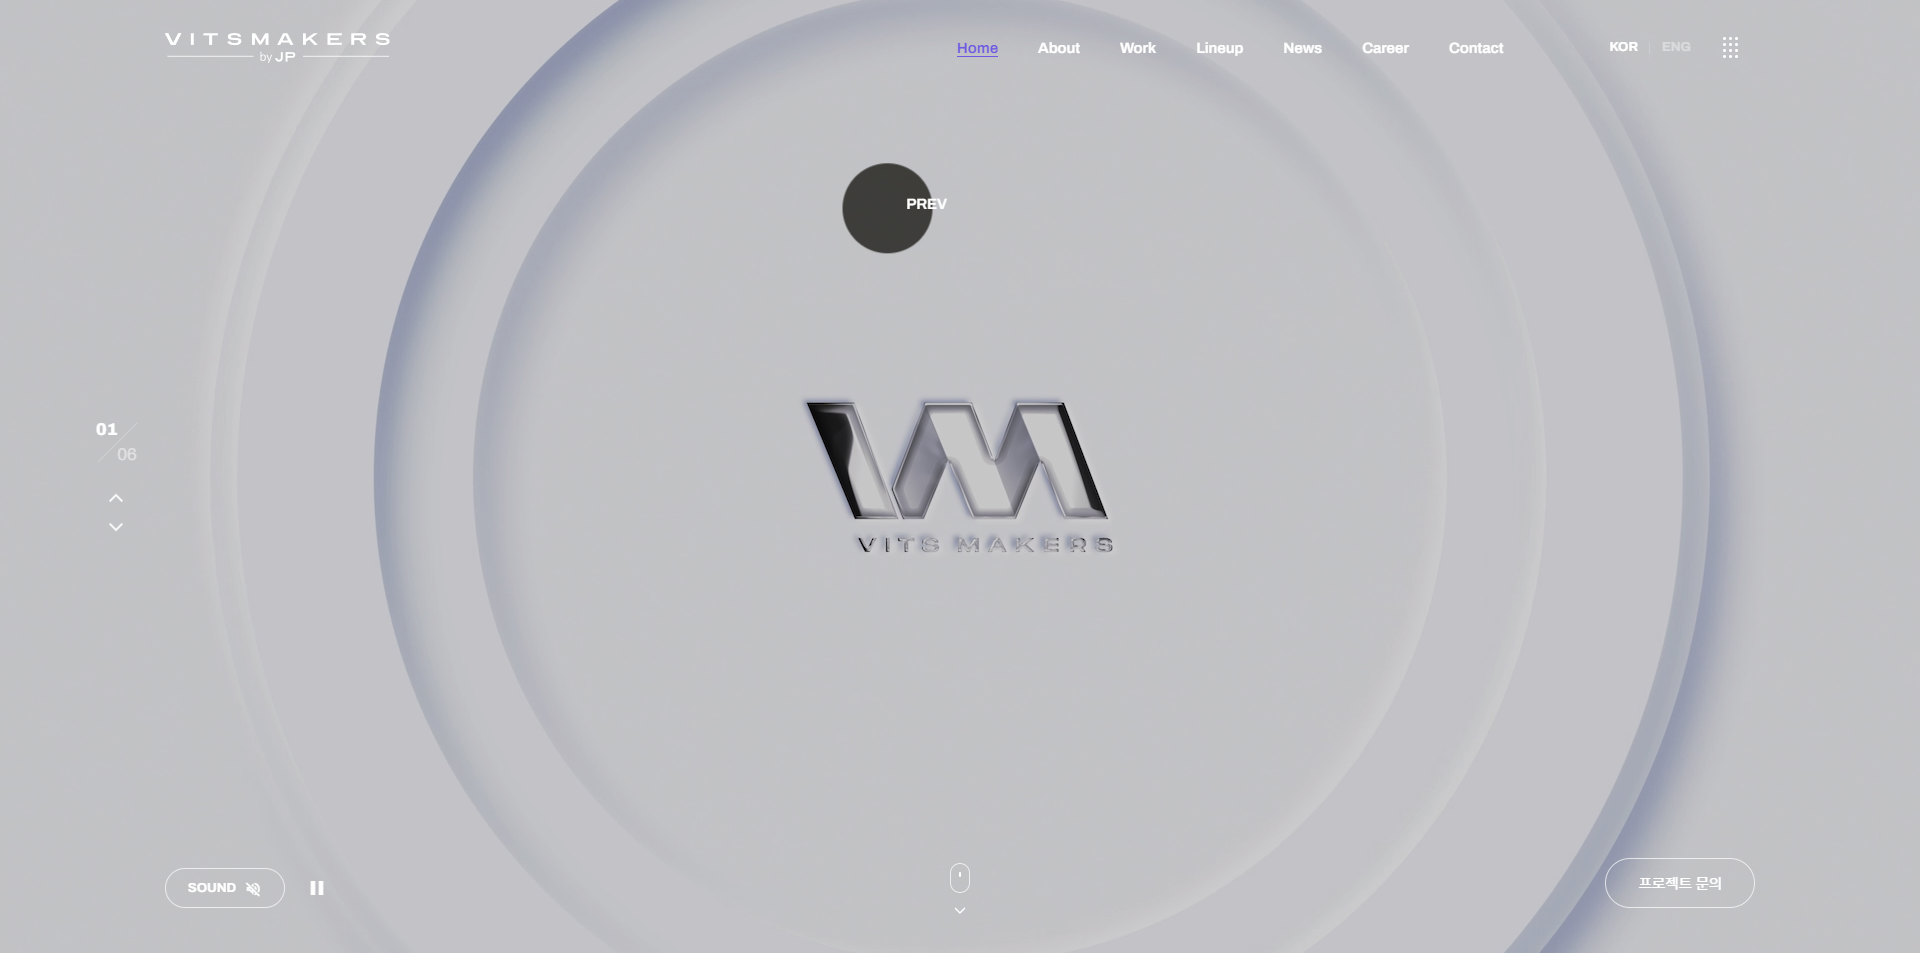 VITSMAKERS
by JP
Home About Work Lineup News Career Contact
KOR ENG
PREV
01
06
VM
VITS MAKERS
SOUND
프로젝트 문의